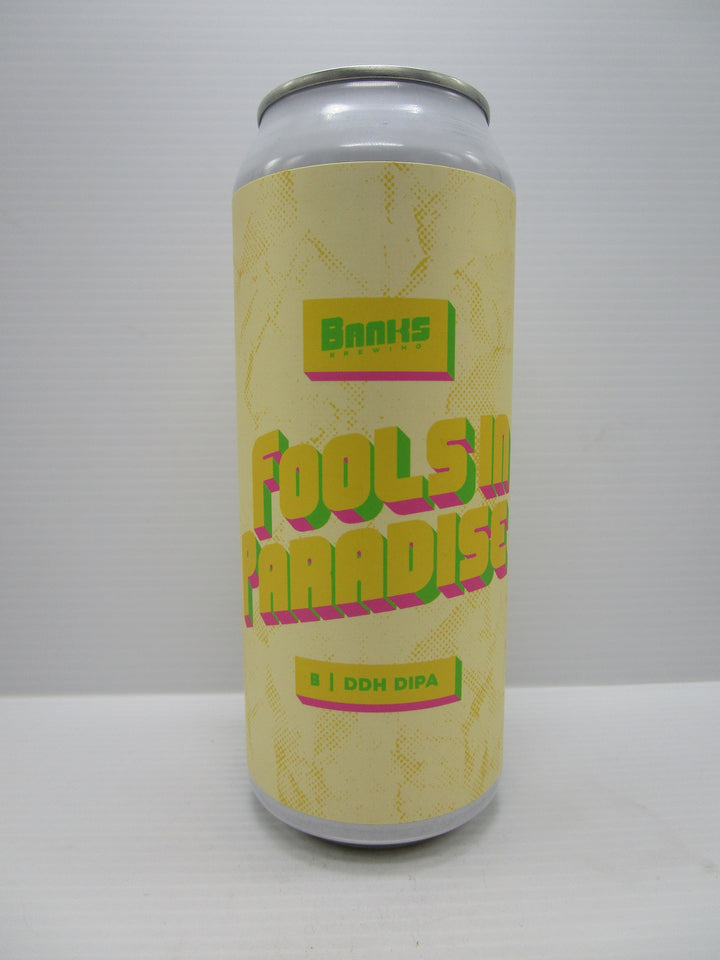 BANKS
BREWING
FOOLS IN
PARADISE
B | DDH DIPA